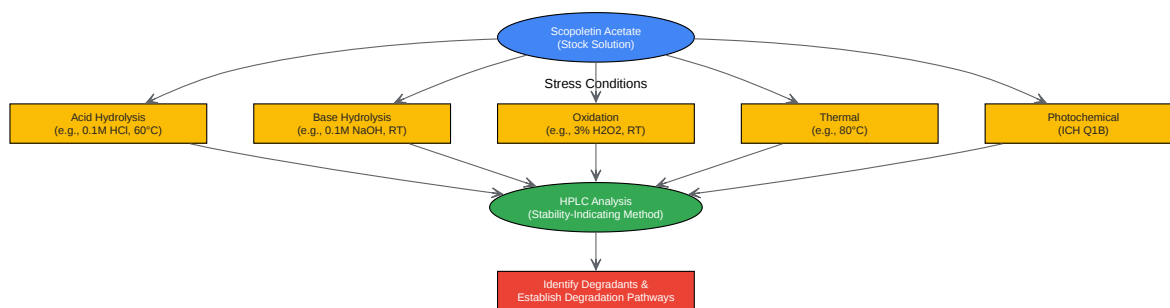 Scopoletin Acetate
(Stock Solution)
Stress Conditions
Acid Hydrolysis
(e.g., 0.1M HCl, 60°C)
Base Hydrolysis
(e.g., 0.1M NaOH, RT)
Oxidation
(e.g., 3% H2O2, RT)
Thermal
(e.g., 80°C)
Photochemical
(ICH Q1B)
HPLC Analysis
(Stability-Indicating Method)
Identify Degradants &
Establish Degradation Pathways